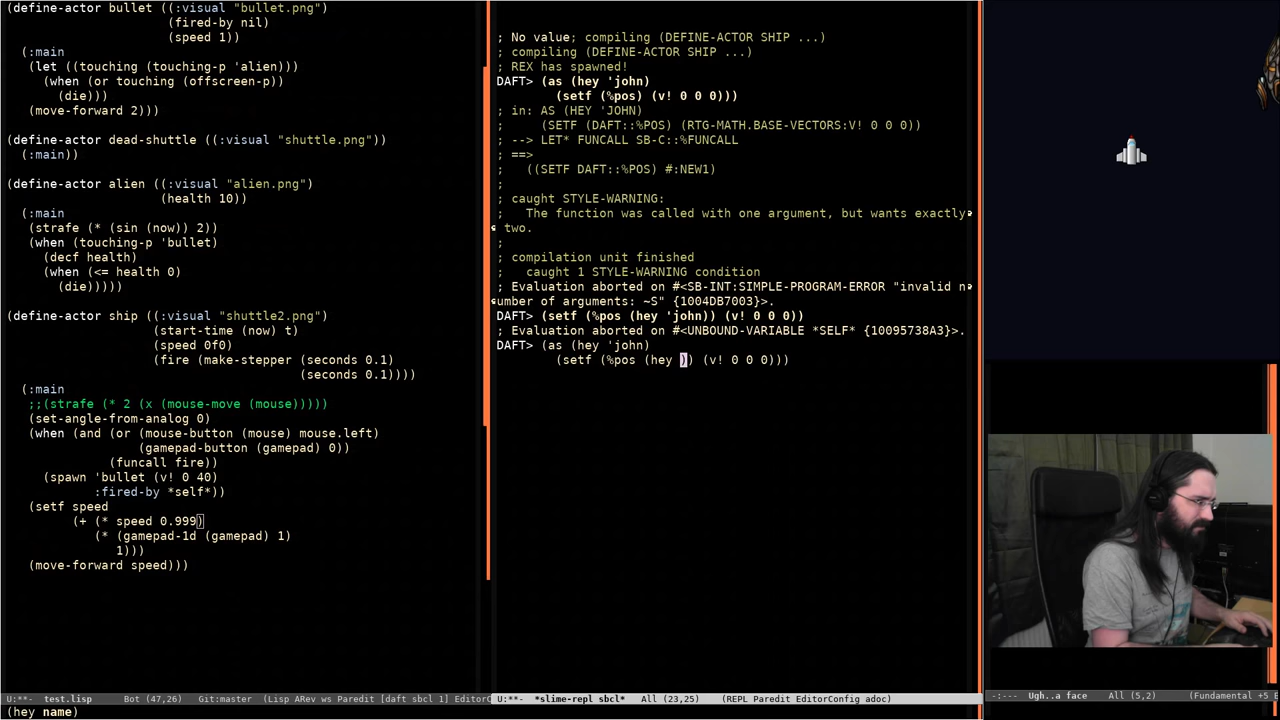 (define-actor bullet ((:visual "bullet.png")
(fired-by nil)
(speed 1))
(:main
(let ((touching (touching-p 'alien)))
(when (or touching (offscreen-p))
(die)))
(move-forward 2)))
(define-actor dead-shuttle ((:visual "shuttle.png"))
(:main))
(define-actor alien ((:visual "alien.png")
(health 10))
(:main
(strafe (* (sin (now)) 2))
(when (touching-p 'bullet)
(decf health)
(when (<= health 0)
(die)))))
(define-actor ship ((:visual "shuttle2.png")
(start-time (now) t)
(speed 0f0)
(fire (make-stepper (seconds 0.1)
(seconds 0.1))))
(:main
;;(strafe (* 2 (x (mouse-move (mouse)))))
(set-angle-from-analog 0)
(when (and (or (mouse-button (mouse) mouse.left)
(gamepad-button (gamepad) 0))
(funcall fire))
(spawn 'bullet (v! 0 40)
:fired-by *self*))
(setf speed
(+ (* speed 0.999)
(* (gamepad-1d (gamepad) 1)
1)))
(move-forward speed)))
U:**- test.lisp Bot (47,26) Git:master (Lisp ARev ws Paredit [daft sbcl 1] EditorC
(hey name)
; No value; compiling (DEFINE-ACTOR SHIP ...)
; compiling (DEFINE-ACTOR SHIP ...)
; REX has spawned!
DAFT> (as (hey 'john)
(setf (%pos) (v! 0 0 0)))
; in: AS (HEY 'JOHN)
; (SETF (DAFT::%POS) (RTG-MATH.BASE-VECTORS:V! 0 0 0))
; --> LET* FUNCALL SB-C::%FUNCALL
; ==>
; ((SETF DAFT::%POS) #:NEW1)
;
; caught STYLE-WARNING:
; The function was called with one argument, but wants exactly
two.
;
; compilation unit finished
; caught 1 STYLE-WARNING condition
; Evaluation aborted on #<SB-INT:SIMPLE-PROGRAM-ERROR "invalid n
umber of arguments: ~S" {1004DB7003}>.
DAFT> (setf (%pos (hey 'john)) (v! 0 0 0))
; Evaluation aborted on #<UNBOUND-VARIABLE *SELF* {10095738A3}>.
DAFT> (as (hey 'john)
(setf (%pos (hey )) (v! 0 0 0)))
U:**- *slime-repl sbcl* All (23,25) (REPL Paredit EditorConfig adoc)
-:--- Ugh..a face All (5,2) (Fundamental +5 E